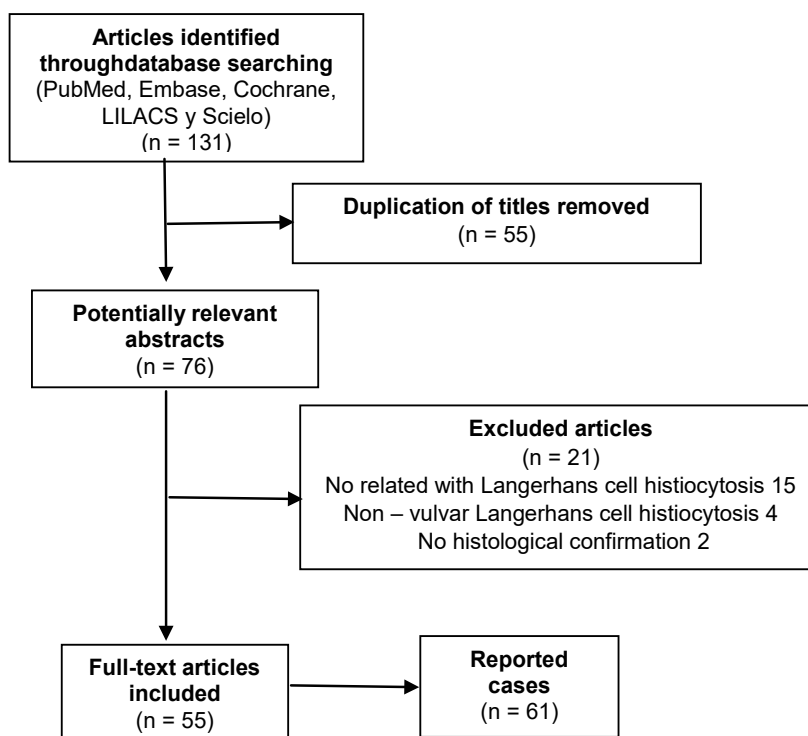 Articles identified
throughdatabase searching
(PubMed, Embase, Cochrane,
LILACS y Scielo)
(n = 131)
Duplication of titles removed
(n = 55)
Potentially relevant
abstracts
(n = 76)
Excluded articles
(n = 21)
No related with Langerhans cell histiocytosis 15
Non – vulvar Langerhans cell histiocytosis 4
No histological confirmation 2
Full-text articles
included
(n = 55)
Reported
cases
(n = 61)